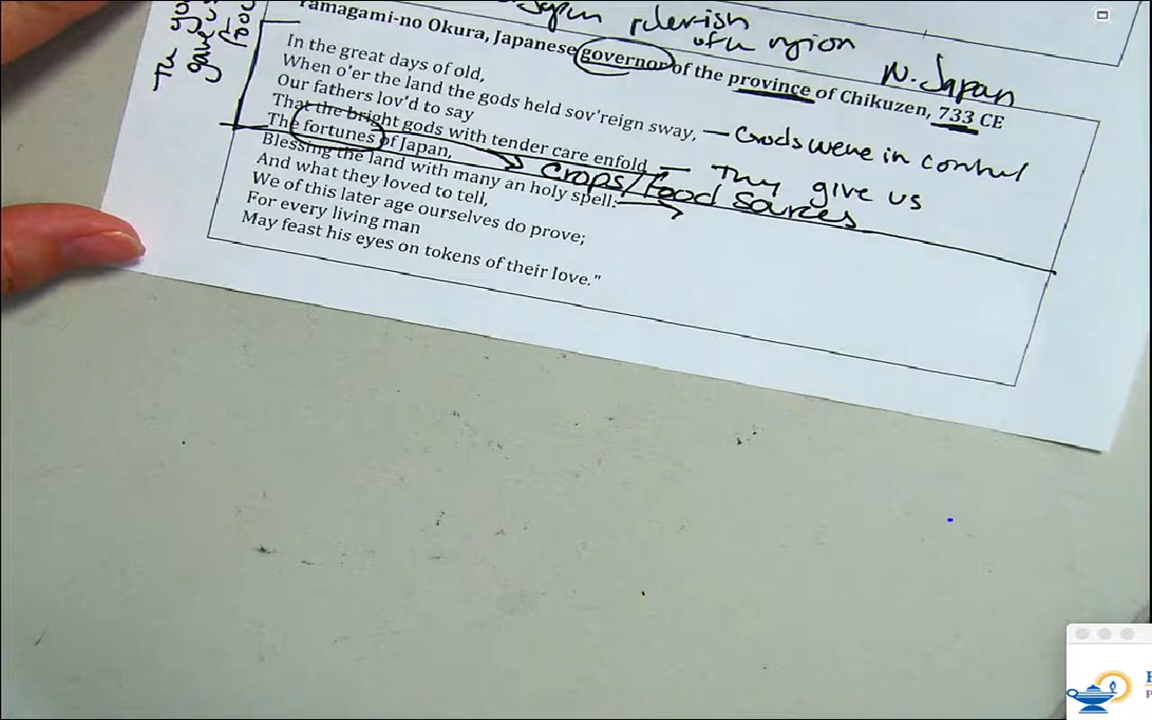 Japan
of the region
N. Japan
Yamagami-no Okura, Japanese governor of the province of Chikuzen, 733 CE
In the great days of old,
When o'er the land the gods held sov'reign sway, — Gods were in control
Our fathers lov'd to say
That the bright gods with tender care enfold — They give us
The fortunes of Japan, crops/food sources
Blessing the land with many an holy spell:
And what they loved to tell,
We of this later age ourselves do prove;
For every living man
May feast his eyes on tokens of their love."
gave us